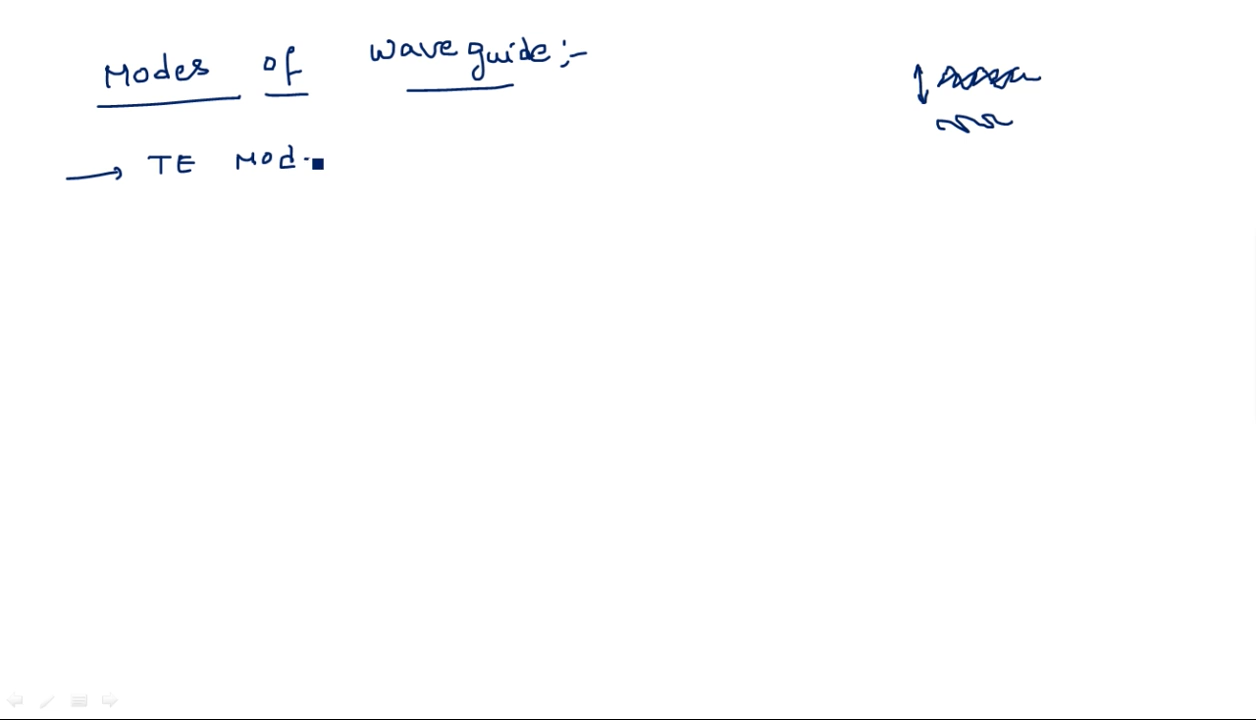 Modes of Waveguide :-
→ TE Mod